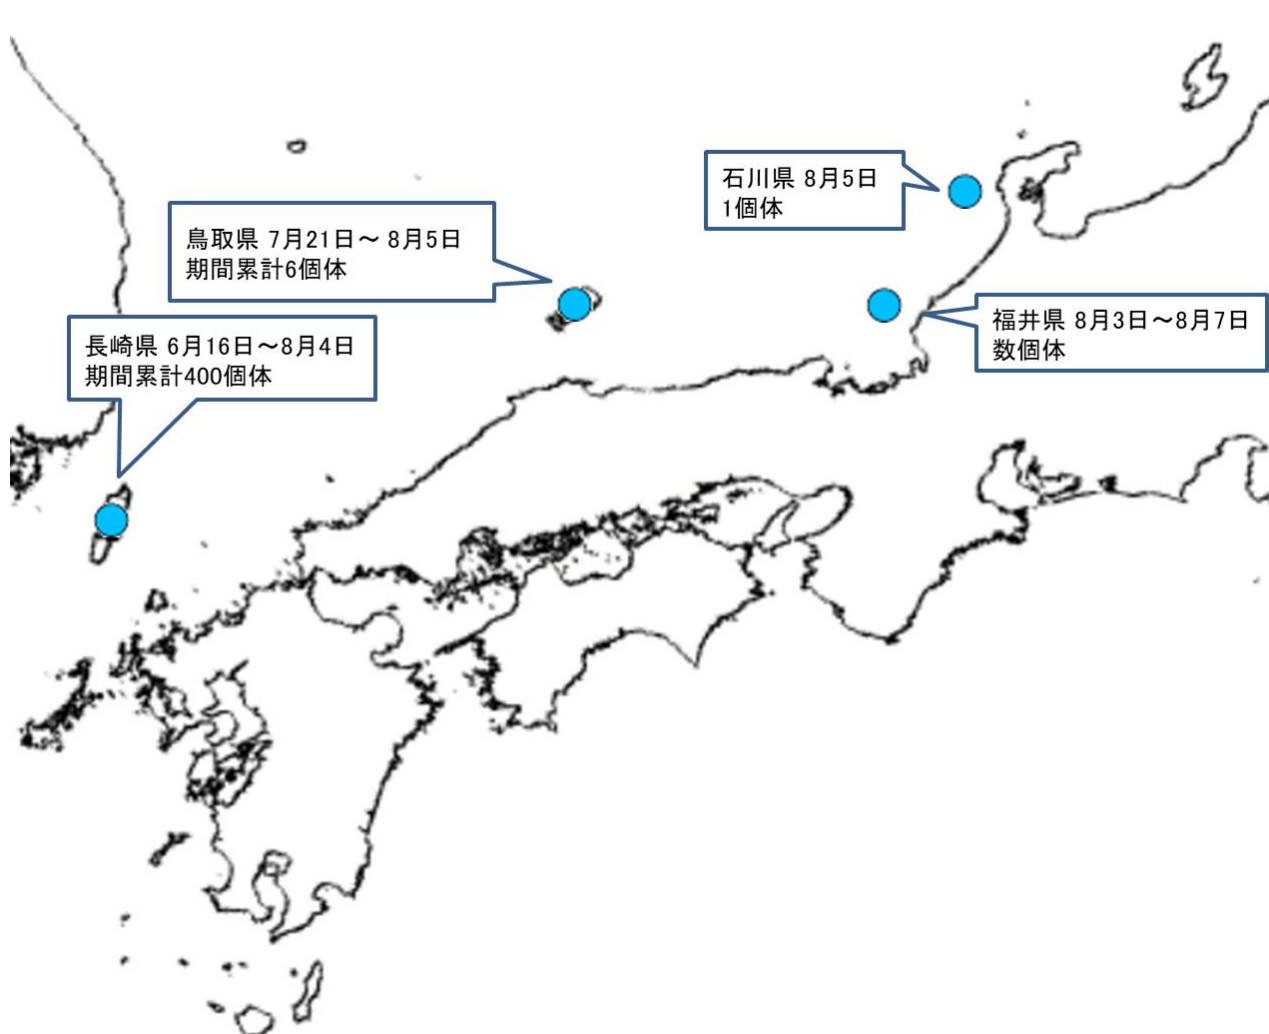 石川県 8月5日
1個体
鳥取県 7月21日～ 8月5日
期間累計6個体
福井県 8月3日～8月7日
数個体
長崎県 6月16日～8月4日
期間累計400個体